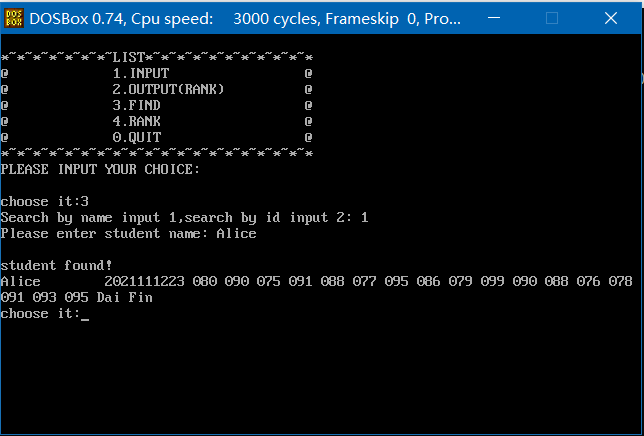 DOSBox 0.74, Cpu speed: 3000 cycles, Frameskip 0, Pro...
*~*~*~*~*~*~*~LIST*~*~*~*~*~*~*~*~*~*~*
@ 1.INPUT @
@ 2.OUTPUT(RANK) @
@ 3.FIND @
@ 4.RANK @
@ 0.QUIT @
*~*~*~*~*~*~*~*~*~*~*~*~*~*~*~*~*~*~*~*
PLEASE INPUT YOUR CHOICE:
choose it:3
Search by name input 1,search by id input 2: 1
Please enter student name: Alice
student found!
Alice 2021111223 080 090 075 091 088 077 095 086 079 099 090 088 076 078
091 093 095 Dai Fin
choose it:_